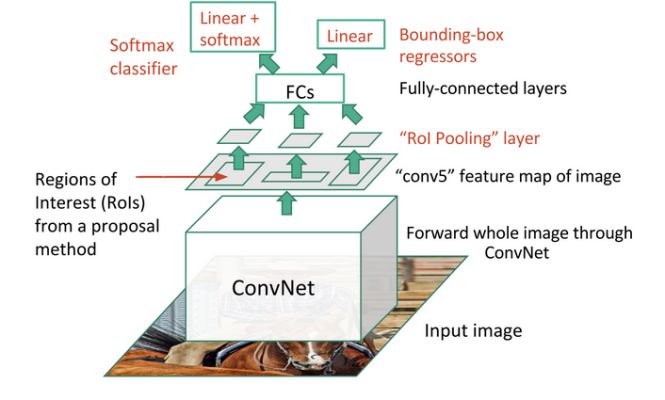 Linear +
softmax
Softmax
classifier
Linear
Bounding-box
regressors
FCs
Fully-connected layers
“RoI Pooling” layer
Regions of
Interest (RoIs)
from a proposal
method
“conv5” feature map of image
Forward whole image through
ConvNet
ConvNet
Input image